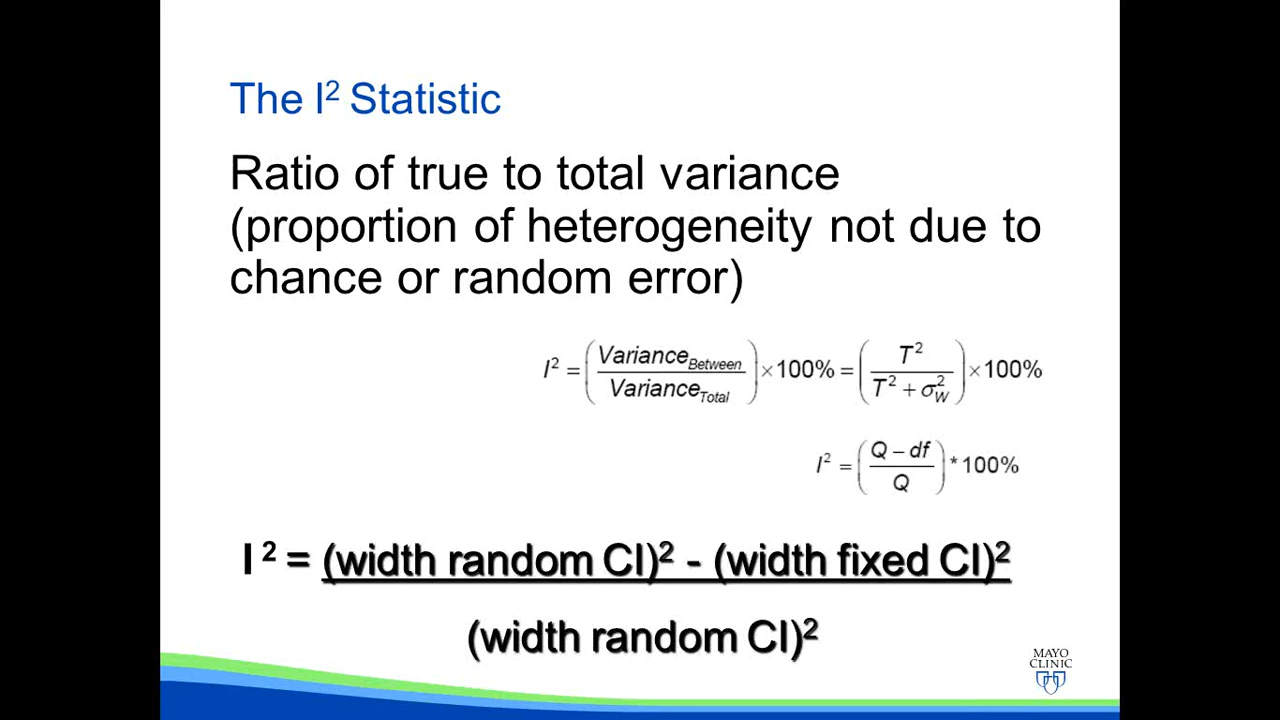 The I² Statistic
Ratio of true to total variance
(proportion of heterogeneity not due to
chance or random error)
I² = (Variance_Between / Variance_Total) × 100% = (T² / (T² + σ²_W)) × 100%
I² = ((Q – df) / Q) * 100%
I ² = (width random CI)² - (width fixed CI)²
(width random CI)²
MAYO
CLINIC